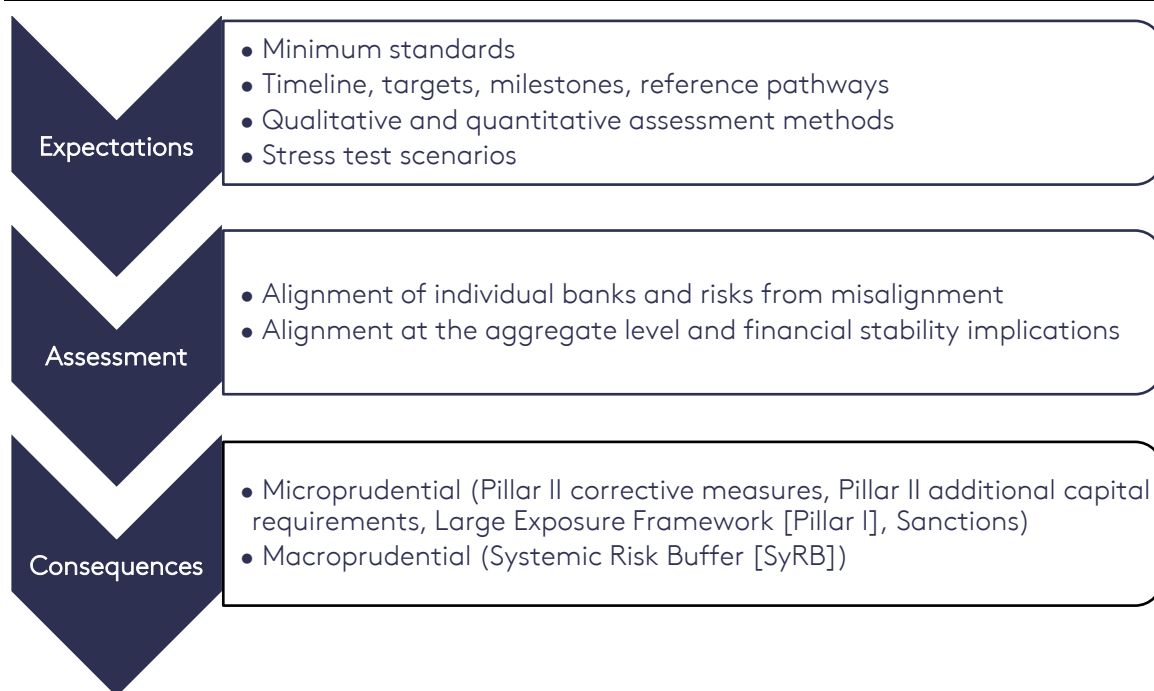 Expectations
• Minimum standards
• Timeline, targets, milestones, reference pathways
• Qualitative and quantitative assessment methods
• Stress test scenarios
Assessment
• Alignment of individual banks and risks from misalignment
• Alignment at the aggregate level and financial stability implications
Consequences
• Microprudential (Pillar II corrective measures, Pillar II additional capital
requirements, Large Exposure Framework [Pillar I], Sanctions)
• Macroprudential (Systemic Risk Buffer [SyRB])